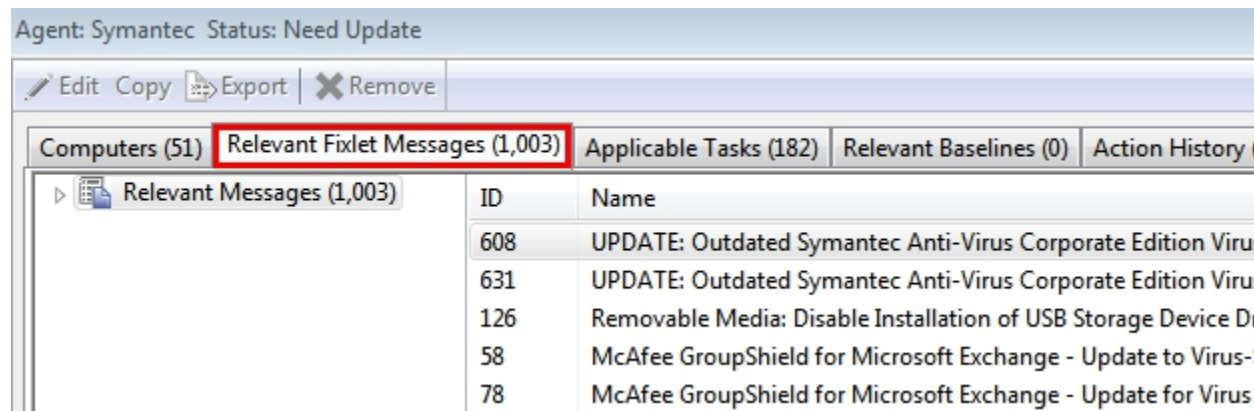 Agent: Symantec Status: Need Update
Edit Copy Export Remove
Computers (51) Relevant Fixlet Messages (1,003) Applicable Tasks (182) Relevant Baselines (0) Action History
Relevant Messages (1,003) ID Name
608 UPDATE: Outdated Symantec Anti-Virus Corporate Edition
631 UPDATE: Outdated Symantec Anti-Virus Corporate Edition
126 Removable Media: Disable Installation of USB Storage Device
58 McAfee GroupShield for Microsoft Exchange - Update to Virus-
78 McAfee GroupShield for Microsoft Exchange - Update for Virus